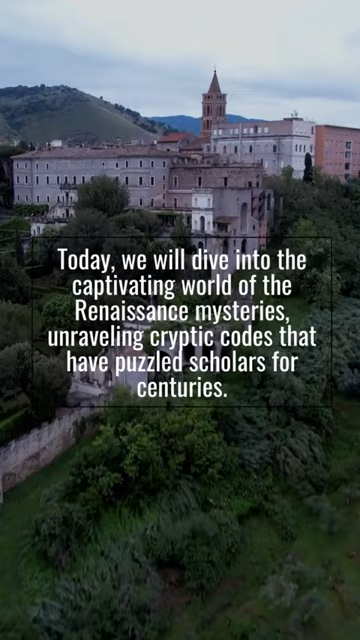 Today, we will dive into the
captivating world of the
Renaissance mysteries,
unraveling cryptic codes that
have puzzled scholars for
centuries.